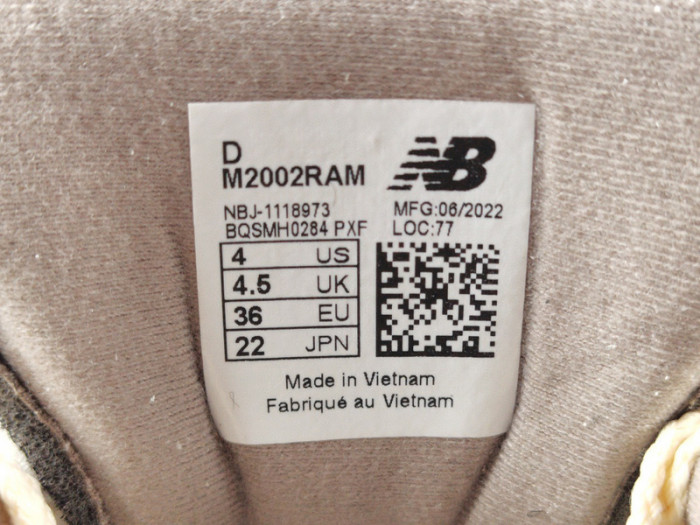 D
M2002RAM
NB
NBJ-1118973
MFG:06/2022
BQSMH0284 PXF
LOC:77
4 US
4.5 UK
36 EU
22 JPN
Made in Vietnam
Fabriqué au Vietnam